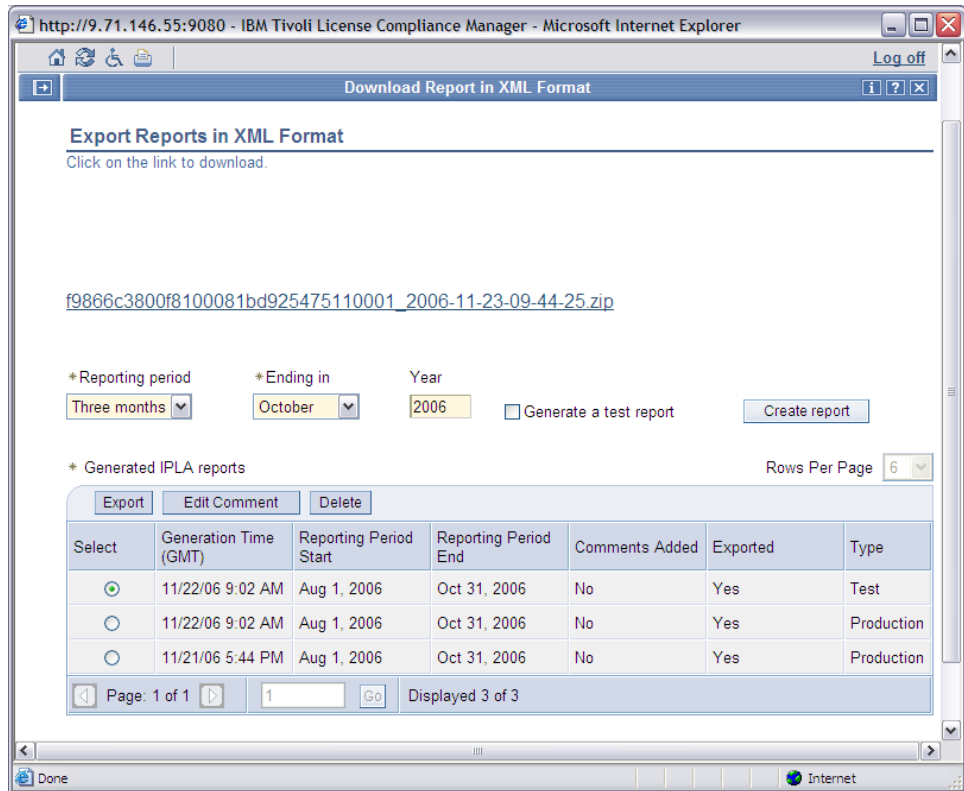 http://9.71.146.55:9080 - IBM Tivoli License Compliance Manager - Microsoft Internet Explorer
Log off
Download Report in XML Format
i ? X
Export Reports in XML Format
Click on the link to download.
f9866c3800f8100081bd925475110001_2006-11-23-09-44-25.zip
*Reporting period *Ending in Year
Three months October 2006 Generate a test report Create report
* Generated IPLA reports Rows Per Page 6
Export Edit Comment Delete
Select Generation Time (GMT) Reporting Period Start Reporting Period End Comments Added Exported Type
11/22/06 9:02 AM Aug 1, 2006 Oct 31, 2006 No Yes Test
11/22/06 9:02 AM Aug 1, 2006 Oct 31, 2006 No Yes Production
11/21/06 5:44 PM Aug 1, 2006 Oct 31, 2006 No Yes Production
Page: 1 of 1 1 Go Displayed 3 of 3
Done Internet